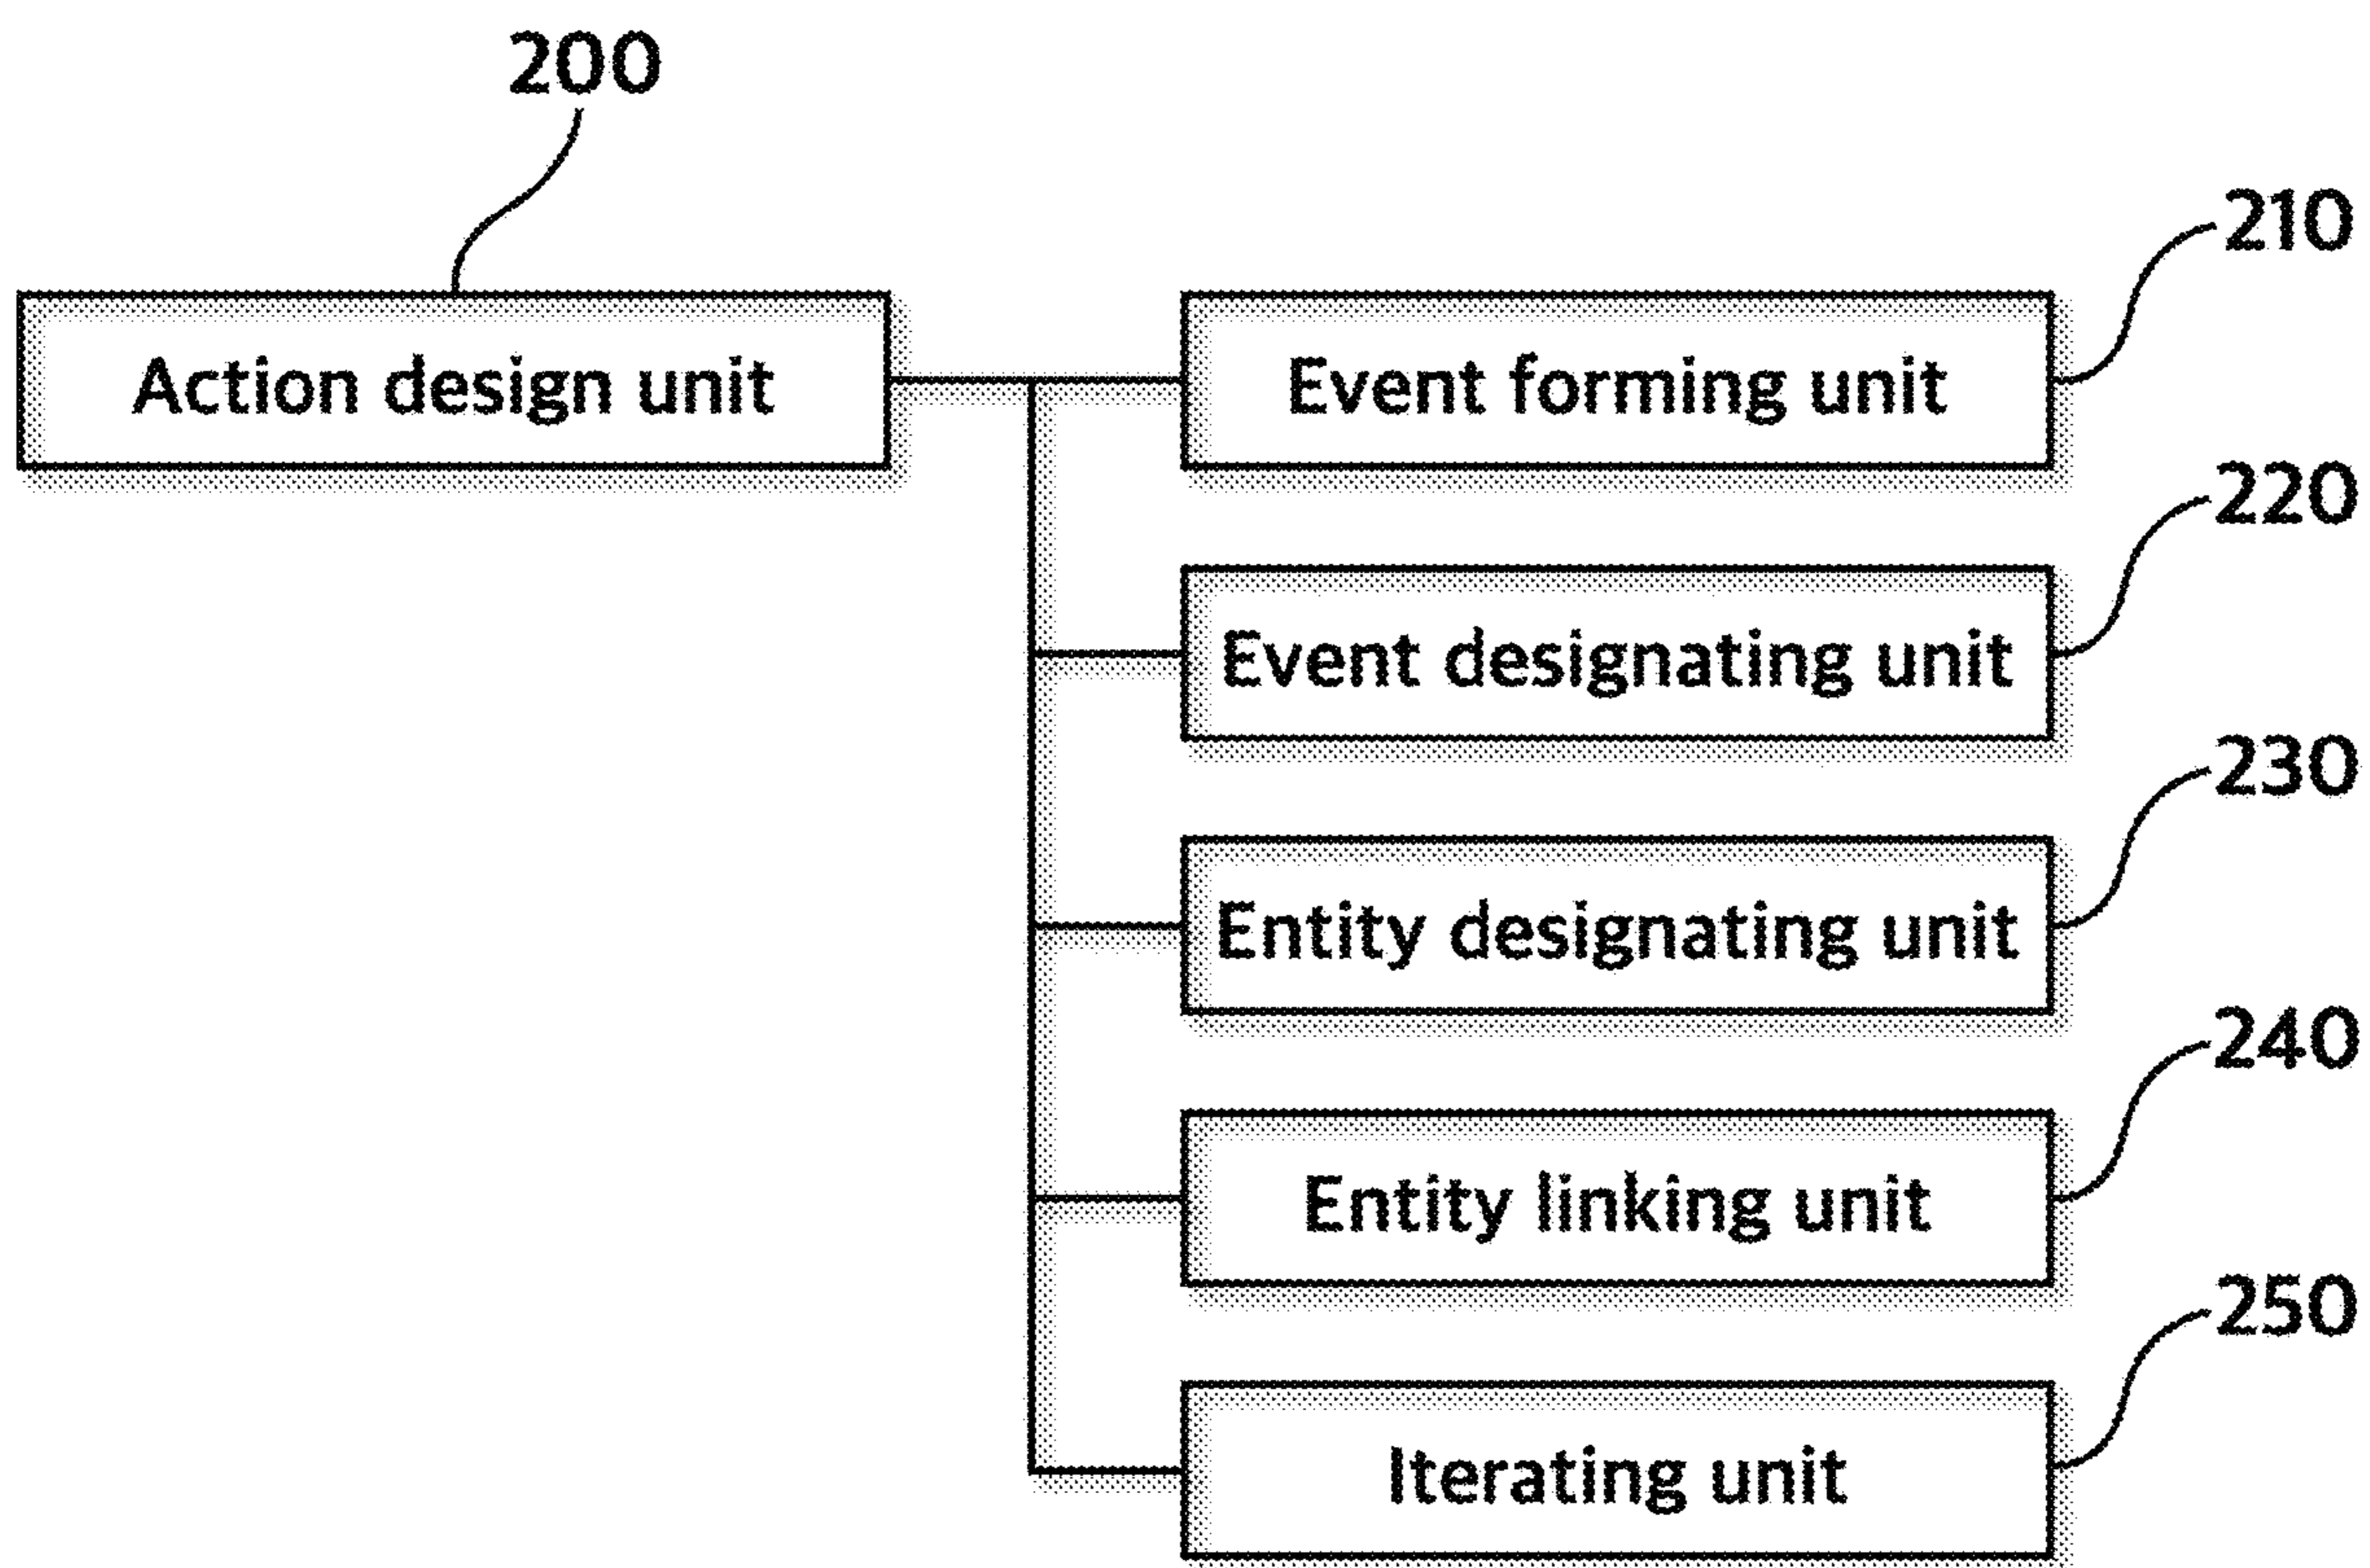 200
210
Action design unit
Event forming unit
220
Event designating unit
230
Entity designating unit
240
Entity linking unit
250
Iterating unit